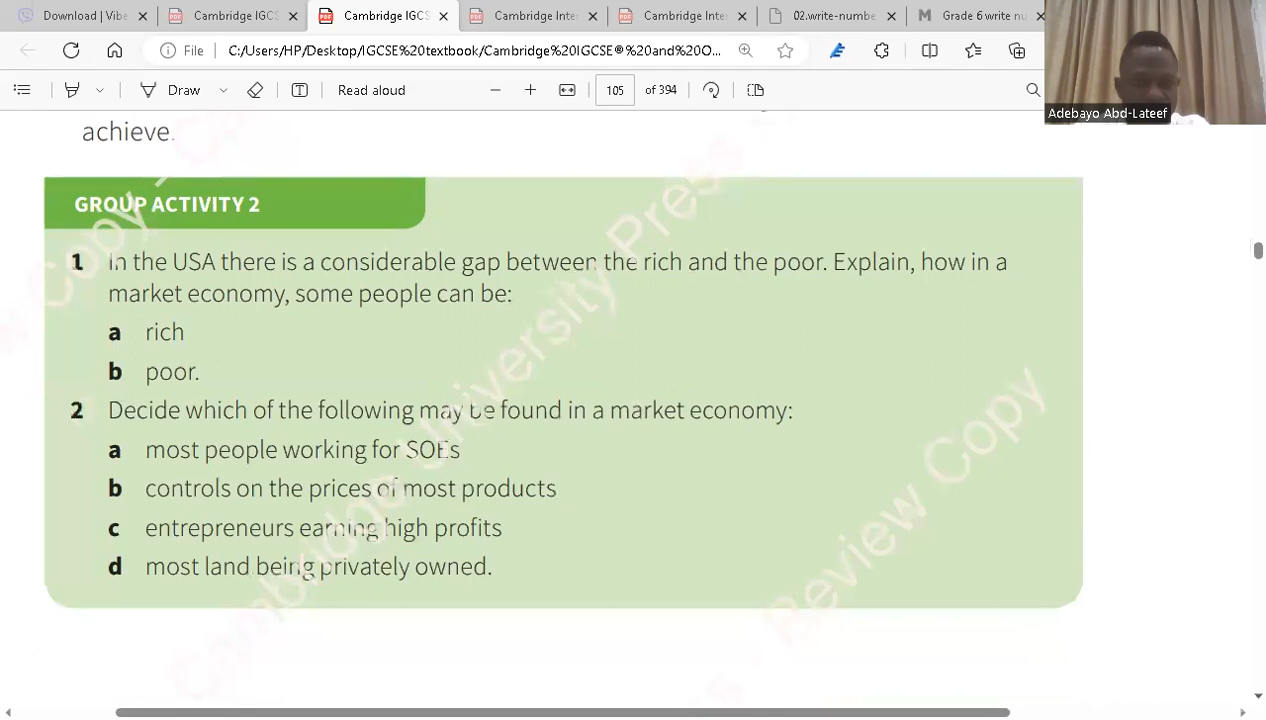 Download | Vibe
Cambridge IGCS
Cambridge IGCS
Cambridge Inte
Cambridge Inte
02.write-numbe
Grade 6 write nu
File
C:/Users/HP/Desktop/IGCSE%20textbook/Cambridge%20IGCSE®%20and%20O...
Draw
Read aloud
105
of 394
Adebayo Abd-Lateef
achieve.
GROUP ACTIVITY 2
1 In the USA there is a considerable gap between the rich and the poor. Explain, how in a
market economy, some people can be:
a rich
b poor.
2 Decide which of the following may be found in a market economy:
a most people working for SOEs
b controls on the prices of most products
c entrepreneurs earning high profits
d most land being privately owned.
Copy -
Cambridge University Press
Review Copy